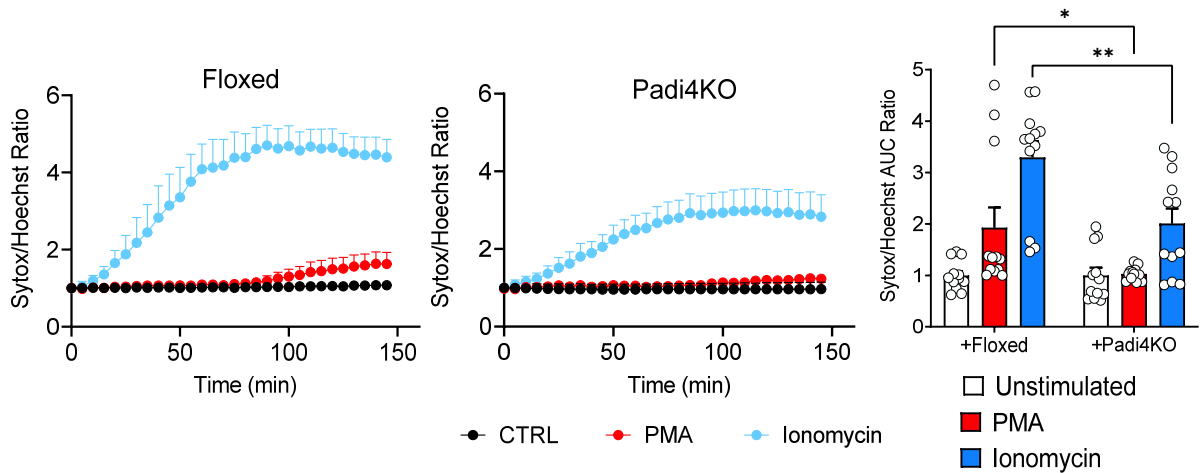 Floxed
Sytox/Hoechst Ratio
6
4
2
0
0 50 100 150
Time (min)
Padi4KO
Sytox/Hoechst Ratio
6
4
2
0
0 50 100 150
Time (min)
CTRL PMA Ionomycin
*
**
Sytox/Hoechst AUC Ratio
5
4
3
2
1
0
+Floxed +Padi4KO
Unstimulated
PMA
Ionomycin